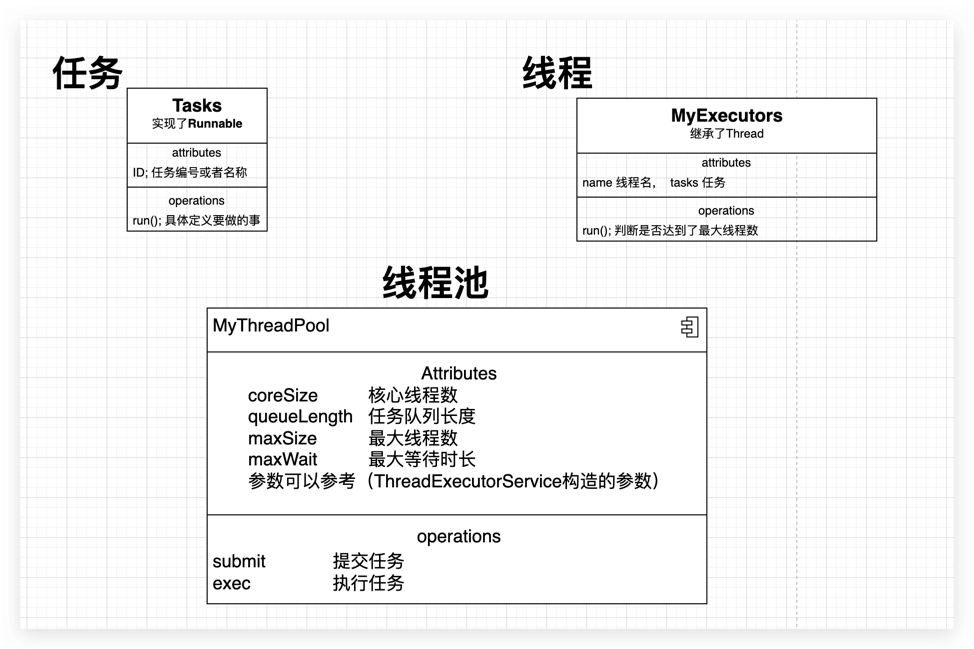 任务
Tasks
实现了Runnable
attributes
ID; 任务编号或者名称
operations
run(); 具体定义要做的事
线程
MyExecutors
继承了Thread
attributes
name 线程名， tasks 任务
operations
run(); 判断是否达到了最大线程数
线程池
MyThreadPool
Attributes
coreSize 核心线程数
queueLength 任务队列长度
maxSize 最大线程数
maxWait 最大等待时长
参数可以参考（ThreadExecutorService构造的参数）
operations
submit 提交任务
exec 执行任务